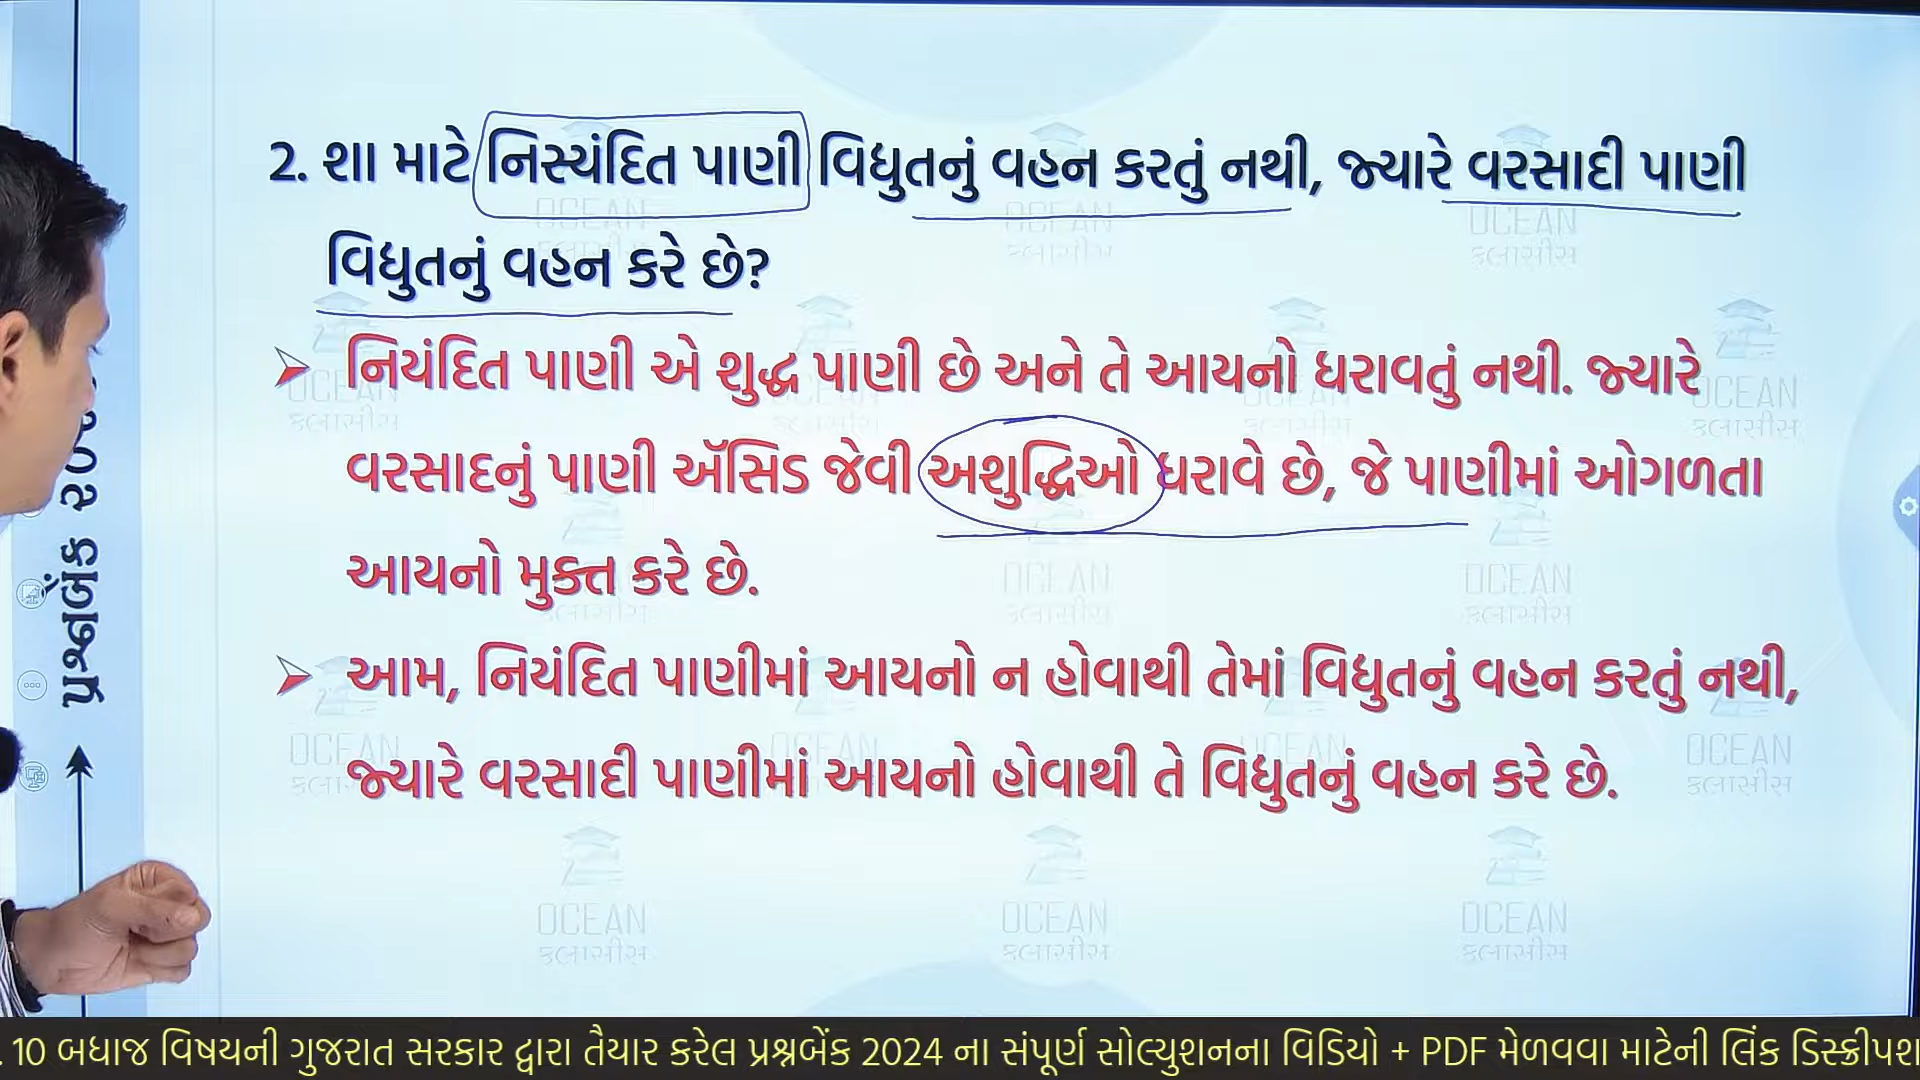 2. શા માટે નિસ્યંદિત પાણી વિદ્યુતનું વહન કરતું નથી, જ્યારે વરસાદી પાણી
વિદ્યુતનું વહન કરે છે?
નિયંદિત પાણી એ શુદ્ધ પાણી છે અને તે આયનો ધરાવતું નથી. જ્યારે
વરસાદનું પાણી ઍસિડ જેવી અશુદ્ધિઓ ધરાવે છે, જે પાણીમાં ઓગળતા
આયનો મુક્ત કરે છે.
આમ, નિયંદિત પાણીમાં આયનો ન હોવાથી તેમાં વિદ્યુતનું વહન કરતું નથી,
જ્યારે વરસાદી પાણીમાં આયનો હોવાથી તે વિદ્યુતનું વહન કરે છે.
પ્રશ્નબેંક
OCEAN
ક્લાસીસ
. 10 બધાજ વિષયની ગુજરાત સરકાર દ્વારા તૈયાર કરેલ પ્રશ્નબેંક 2024 ના સંપૂર્ણ સોલ્યુશનના વિડિયો + PDF મેળવવા માટેની લિંક